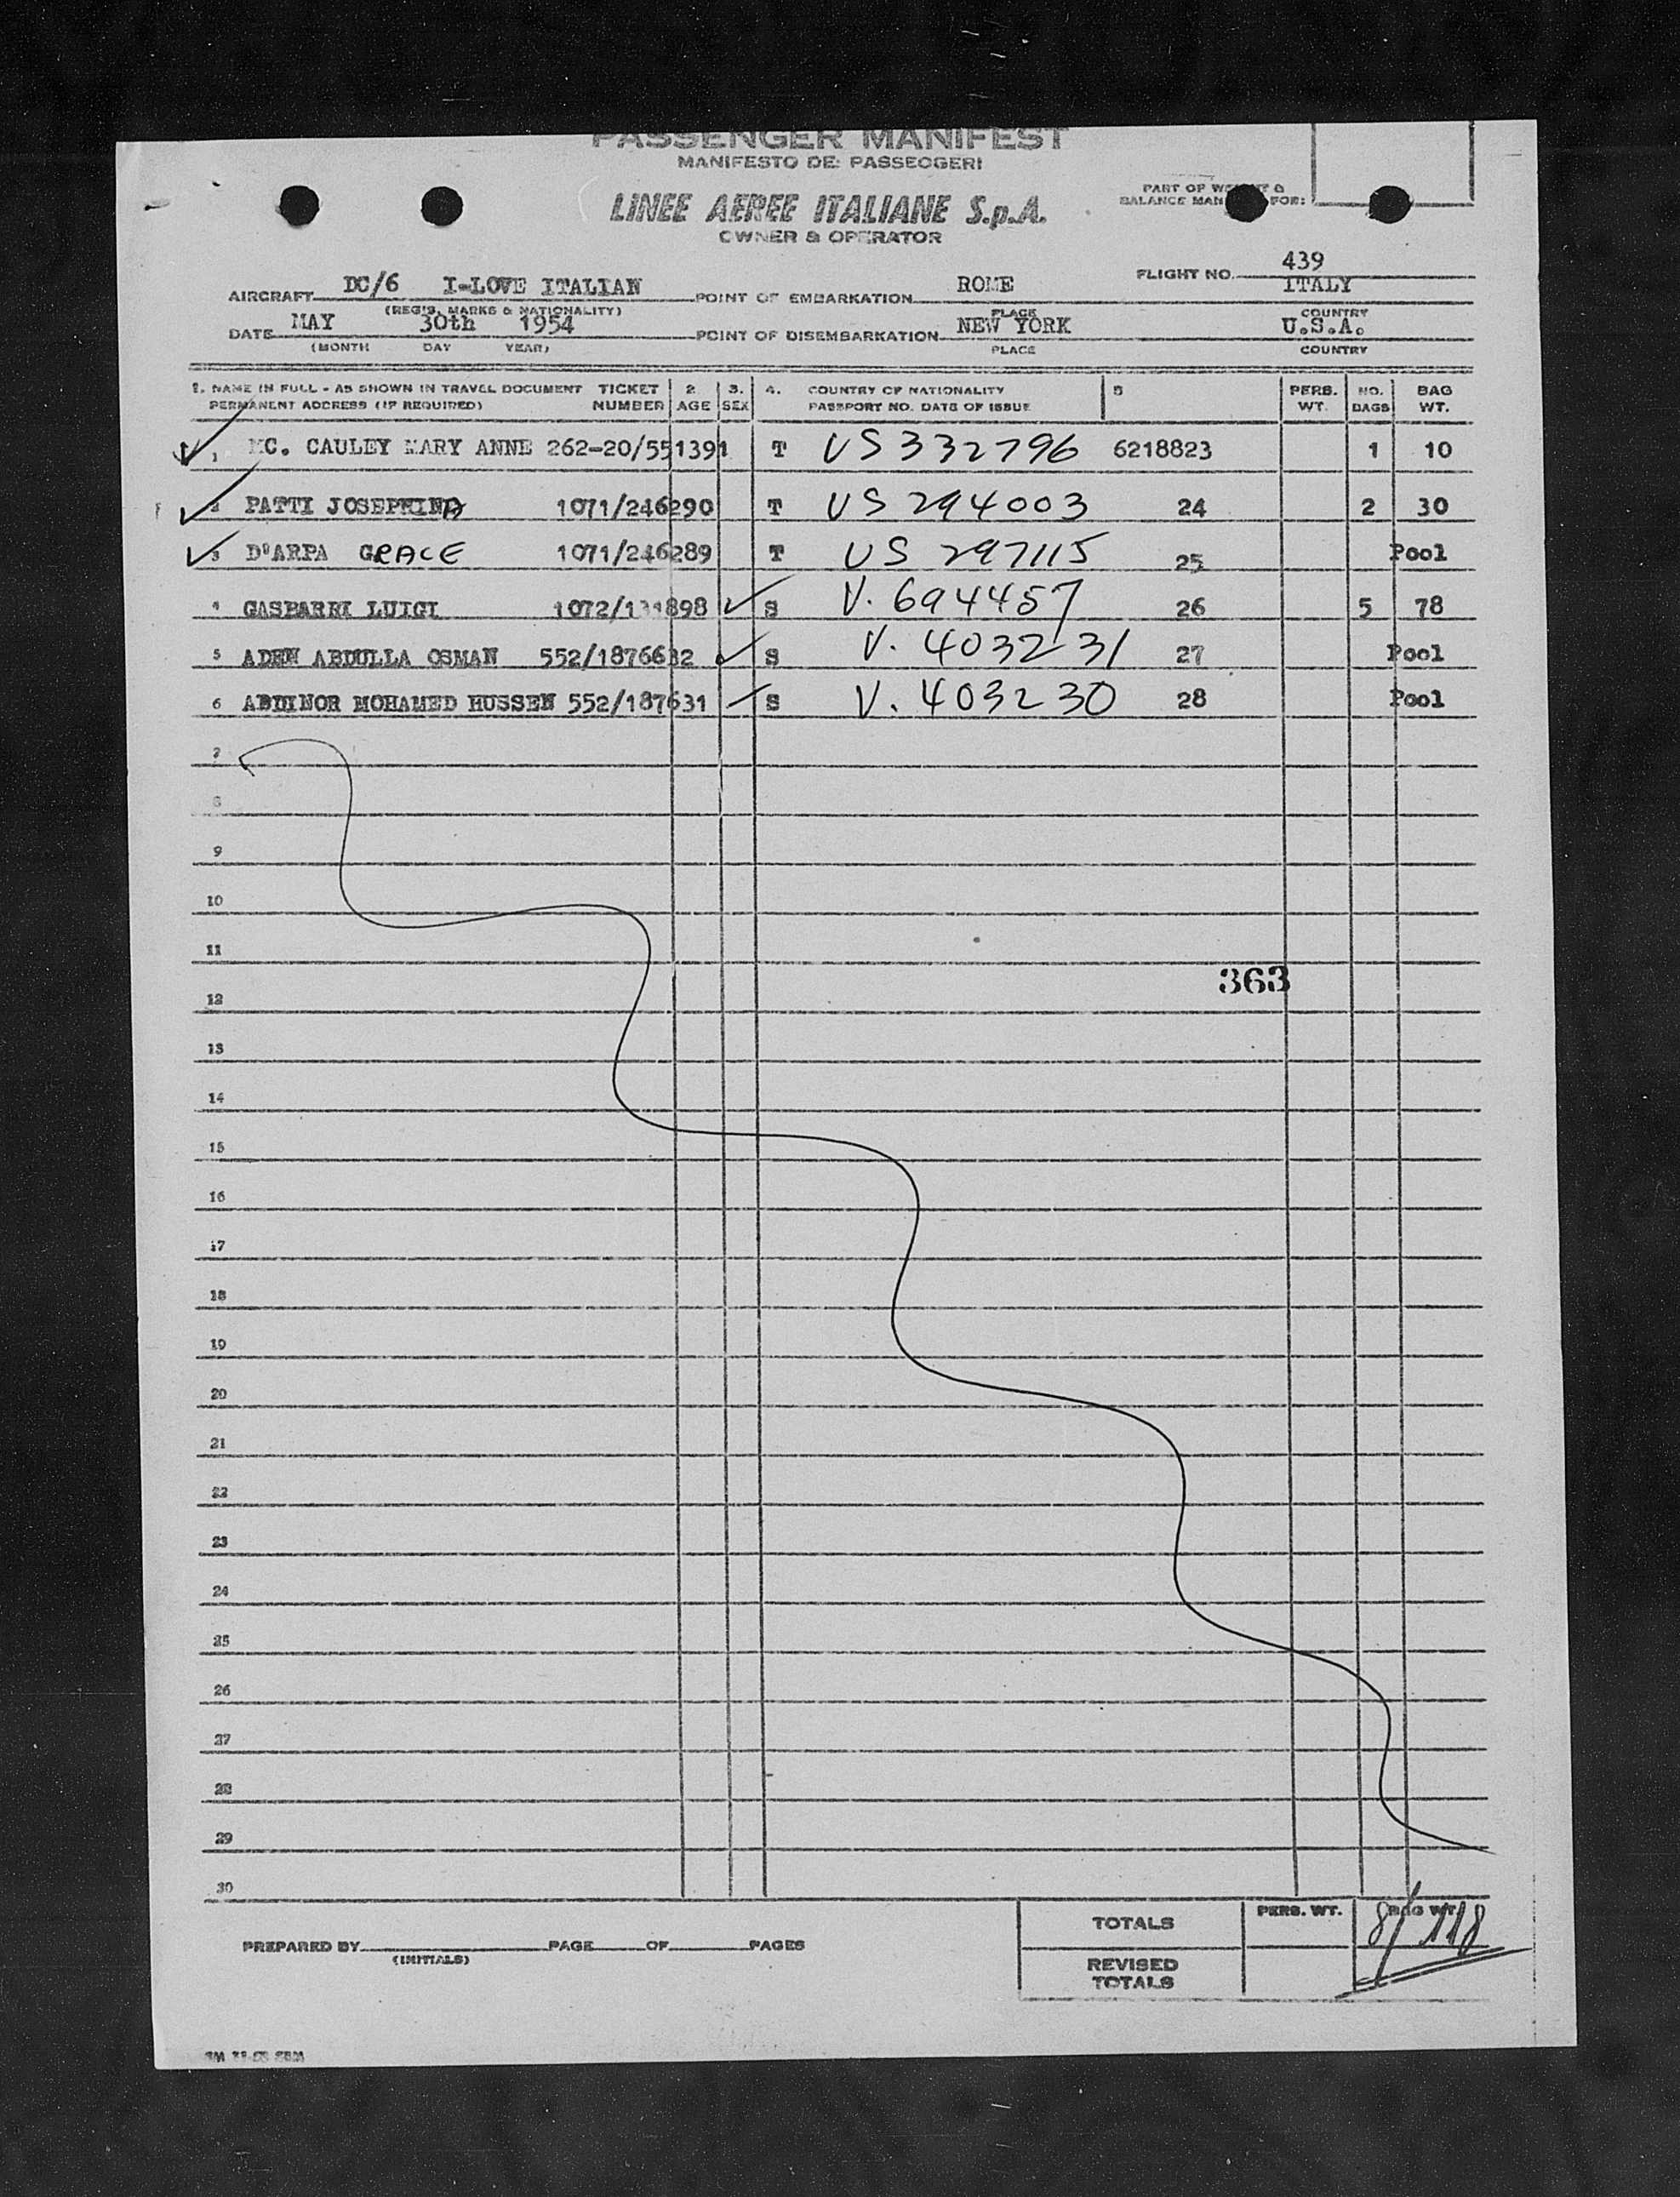 PASSENGER MANIFEST
MANIFESTO DEI PASSEGGERI
LINEE AEREE ITALIANE S.p.A.
OWNER & OPERATOR
PART OF WEIGHT &
BALANCE MAN FOR:
FLIGHT NO. 439
AIRCRAFT DC/6 I-LOVE ITALIAN POINT OF EMBARKATION ROME ITALY
(REG'S. MARKS & NATIONALITY) PLACE COUNTRY
DATE MAY 30th 1954 POINT OF DISEMBARKATION NEW YORK U.S.A.
(MONTH DAY YEAR) PLACE COUNTRY
1. NAME IN FULL - AS SHOWN IN TRAVEL DOCUMENT TICKET 2. 3. 4. COUNTRY OF NATIONALITY 5 PERS. NO. BAG
PERMANENT ADDRESS (IF REQUIRED) NUMBER AGE SEX PASSPORT NO. DATE OF ISSUE WT. BAGS WT.
1 MC. CAULEY MARY ANNE 262-20/551391 T US 332796 6218823 1 10
2 PATTI JOSEPHINA 1071/246290 T US 294003 24 2 30
3 D'ARPA GRACE 1071/246289 T US 297115 25 Pool
4 GASBARRI LUIGI 1072/131898 S V. 694457 26 5 78
5 ADEN ABDULLA OSMAN 552/1876632 S V. 403231 27 Pool
6 ABDINOR MOHAMED HUSSEN 552/187631 S V. 403230 28 Pool
7
8
9
10
11
363
12
13
14
15
16
17
18
19
20
21
22
23
24
25
26
27
28
29
30
TOTALS PERS. WT. BAG WT. 8/118
PREPARED BY PAGE OF PAGES
(INITIALS)
REVISED
TOTALS